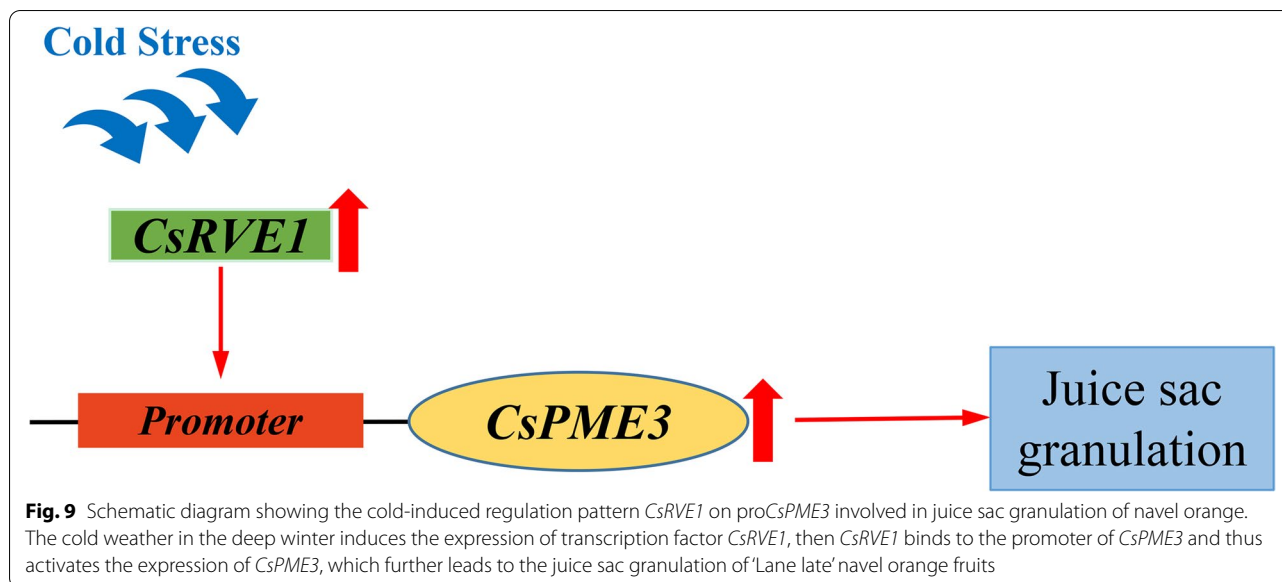 Cold Stress
CsRVE1
Promoter
CsPME3
Juice sac
granulation
Fig. 9 Schematic diagram showing the cold-induced regulation pattern CsRVE1 on proCsPME3 involved in juice sac granulation of navel orange.
The cold weather in the deep winter induces the expression of transcription factor CsRVE1, then CsRVE1 binds to the promoter of CsPME3 and thus
activates the expression of CsPME3, which further leads to the juice sac granulation of ‘Lane late’ navel orange fruits